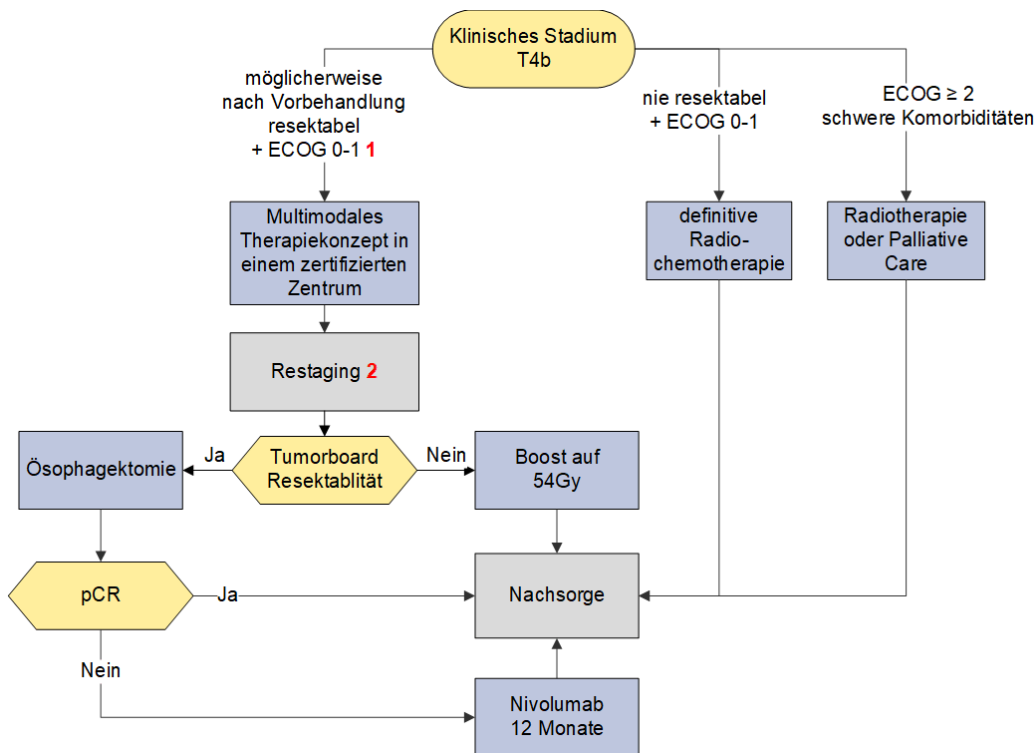 Klinisches Stadium
T4b
möglicherweise
nach Vorbehandlung
resektabel
+ ECOG 0-1 1
nie resektabel
+ ECOG 0-1
ECOG ≥ 2
schwere Komorbiditäten
Multimodales
Therapiekonzept in
einem zertifizierten
Zentrum
definitive
Radio-
chemotherapie
Radiotherapie
oder Palliative
Care
Restaging 2
Ösophagektomie
Ja
Tumorboard
Resektablität
Nein
Boost auf
54Gy
pCR
Ja
Nachsorge
Nein
Nivolumab
12 Monate